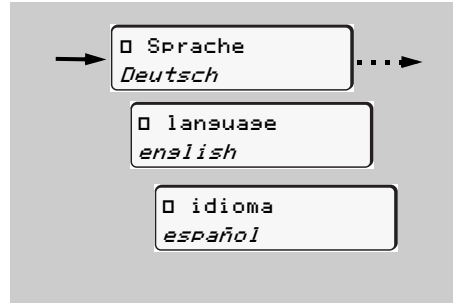 □ Sprache
Deutsch
□ language
english
□ idioma
español